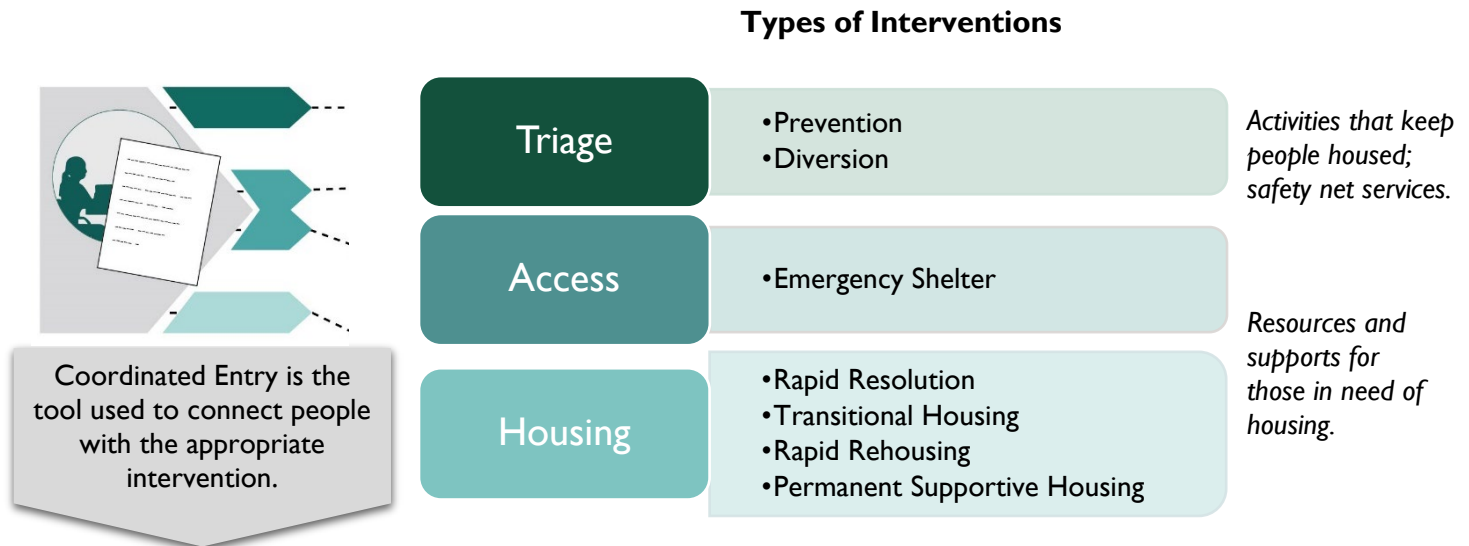 Types of Interventions
Coordinated Entry is the
tool used to connect people
with the appropriate
intervention.
Triage
•Prevention
•Diversion
Activities that keep
people housed;
safety net services.
Access
•Emergency Shelter
Housing
•Rapid Resolution
•Transitional Housing
•Rapid Rehousing
•Permanent Supportive Housing
Resources and
supports for
those in need of
housing.